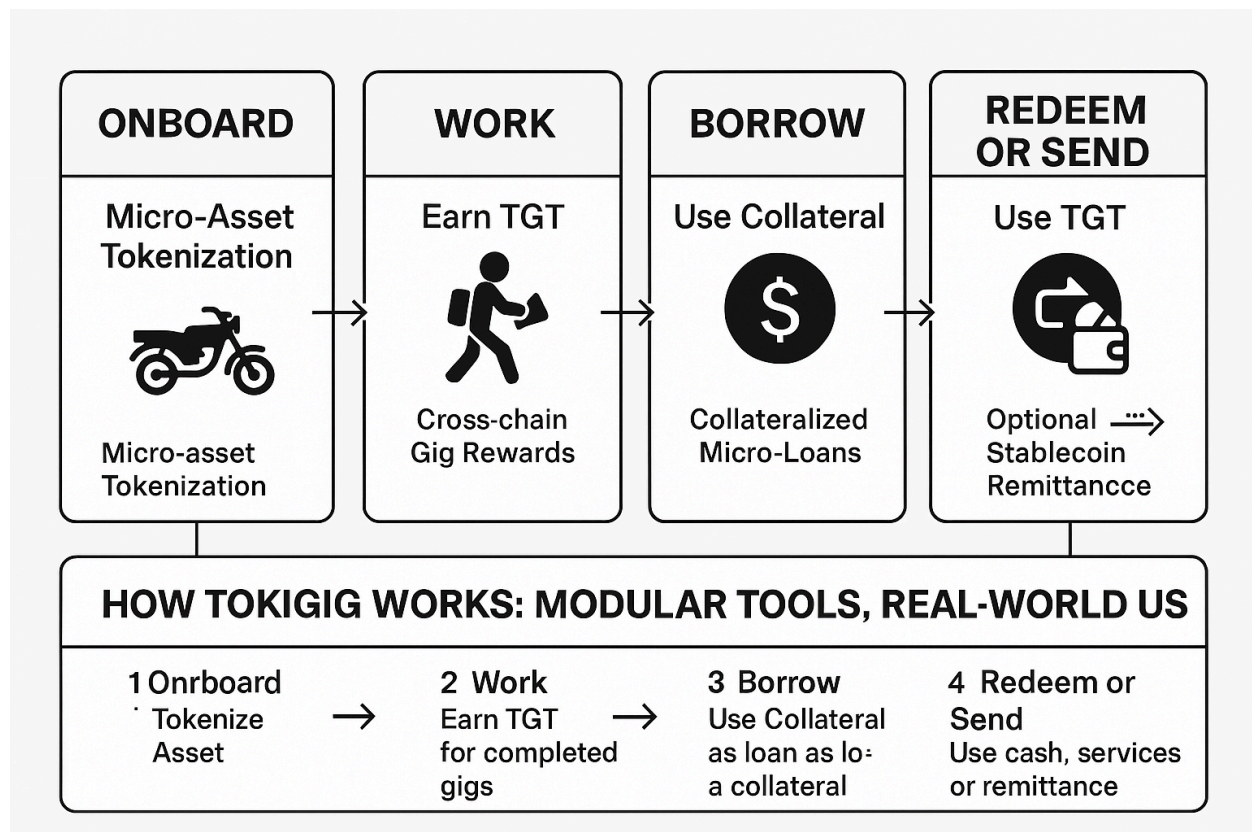 ONBOARD
Micro-Asset
Tokenization
Micro-asset
Tokenization
WORK
Earn TGT
Cross-chain
Gig Rewards
BORROW
Use Collateral
$
Collateralized
Micro-Loans
REDEEM
OR SEND
Use TGT
Optional
Stablecoin
Remittancce
HOW TOKIGIG WORKS: MODULAR TOOLS, REAL-WORLD US
1 Onrboard
Tokenize
Asset
2 Work
Earn TGT
for completed
gigs
3 Borrow
Use Collateral
as loan as lo:
a collateral
4 Redeem or
Send
Use cash, services
or remittance